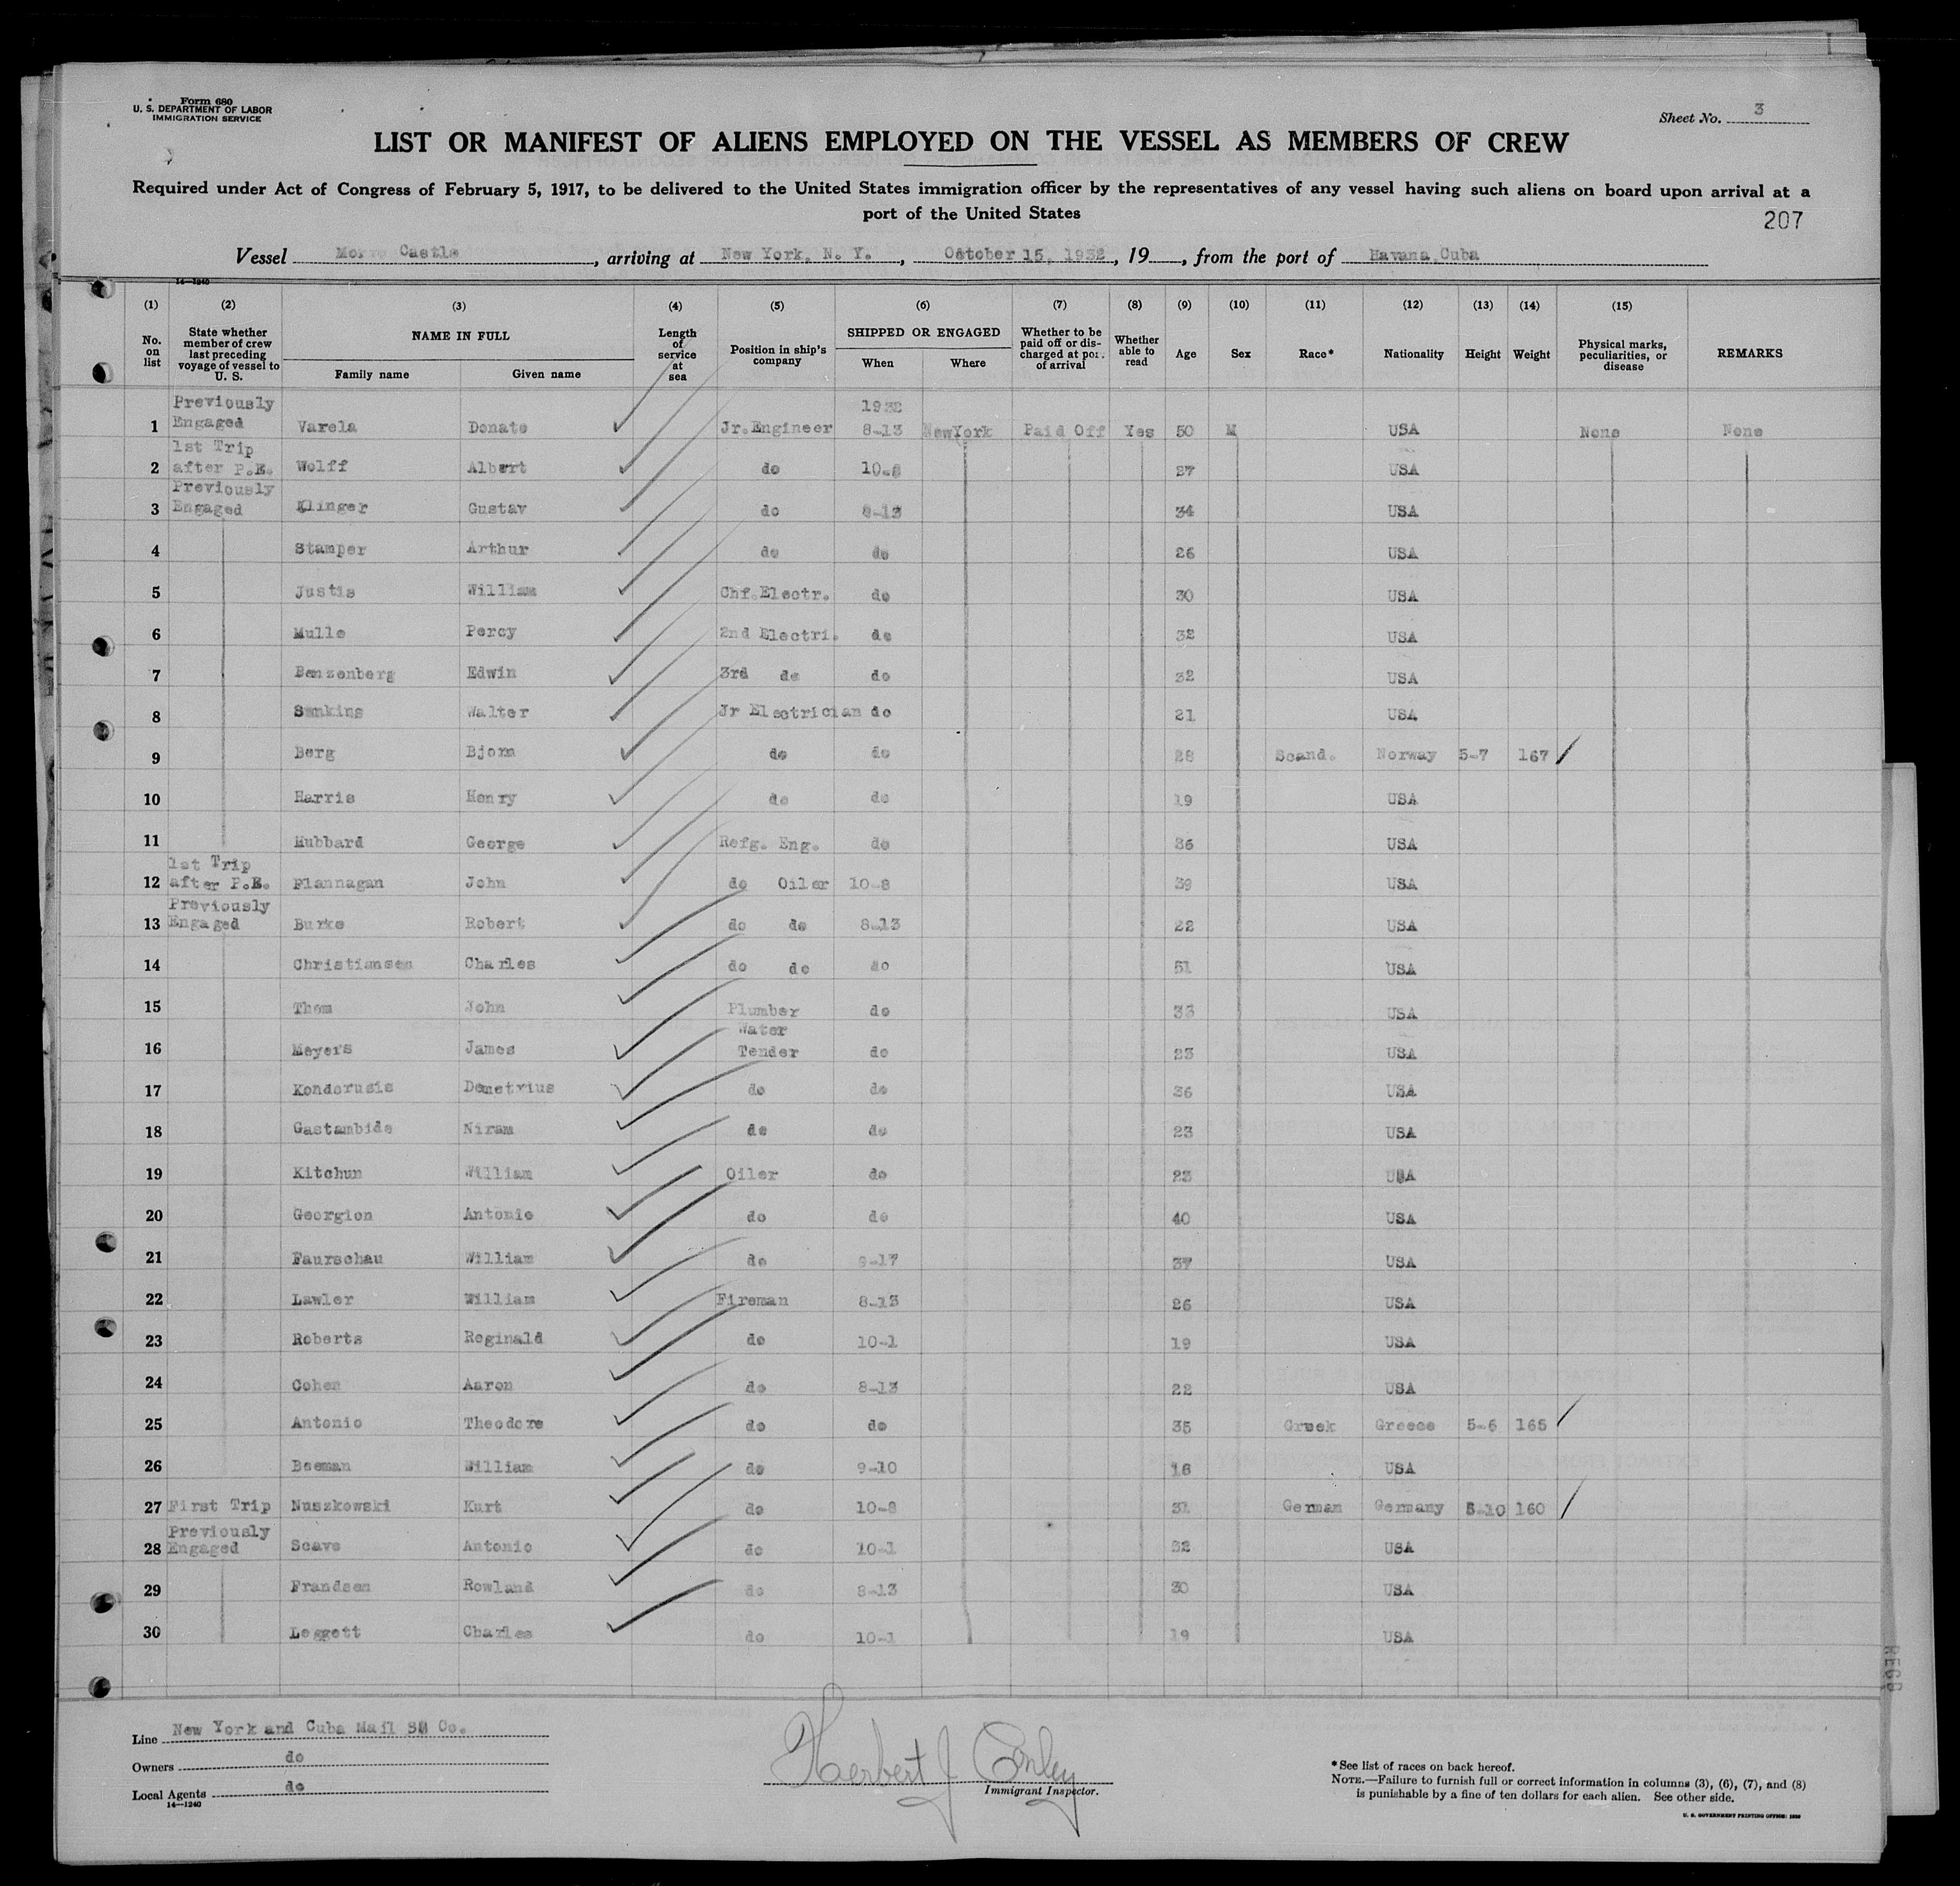 Form 680
U. S. DEPARTMENT OF LABOR
IMMIGRATION SERVICE
Sheet No. 3
LIST OR MANIFEST OF ALIENS EMPLOYED ON THE VESSEL AS MEMBERS OF CREW
Required under Act of Congress of February 5, 1917, to be delivered to the United States immigration officer by the representatives of any vessel having such aliens on board upon arrival at a
port of the United States
207
Vessel Morro Castle, arriving at New York, N. Y., October 15, 1932, 19, from the port of Havana, Cuba
14—1240
(1) (2) (3) (4) (5) (6) (7) (8) (9) (10) (11) (12) (13) (14) (15)
No. on list
State whether member of crew last preceding voyage of vessel to U. S.
NAME IN FULL
Family name Given name
Length of service at sea
Position in ship's company
SHIPPED OR ENGAGED
When Where
Whether to be paid off or discharged at port of arrival
Whether able to read
Age Sex Race* Nationality Height Weight
Physical marks, peculiarities, or disease
REMARKS
1 Previously Engaged Varela Donato Jr.Engineer 1932 8-13 NewYork Paid Off Yes 50 M USA None None
2 1st Trip after P.E. Wolff Albert do 10-8 27 USA
3 Previously Engaged Klinger Gustav do 8-13 34 USA
4 Stamper Arthur do do 26 USA
5 Justis William Chf.Electr. do 30 USA
6 Mulle Percy 2nd Electri. do 32 USA
7 Banzenberg Edwin 3rd do do 32 USA
8 Simkins Walter Jr Electrician do 21 USA
9 Berg Bjorn do do 28 Scand. Norway 5-7 167
10 Harris Henry do do 19 USA
11 Hubbard George Refg. Eng. do 36 USA
12 1st Trip after P.E. Flannagan John do Oiler 10-8 39 USA
13 Previously Engaged Burke Robert do do 8-13 22 USA
14 Christiansen Charles do do do 51 USA
15 Thom John Plumber do 33 USA
16 Meyers James Water Tender do 23 USA
17 Kondorusis Demetrius do do 36 USA
18 Gastambide Niram do do 23 USA
19 Kitchun William Oiler do 23 USA
20 Georgion Antonio do do 40 USA
21 Faurschau William do 9-17 37 USA
22 Lawler William Fireman 8-13 26 USA
23 Roberts Reginald do 10-1 19 USA
24 Cohen Aaron do 8-13 22 USA
25 Antonio Theodore do do 35 Greek Greece 5-6 165
26 Beeman William do 9-10 18 USA
27 First Trip Nuszkowski Kurt do 10-8 31 German Germany 5-10 160
28 Previously Engaged Scavo Antonio do 10-1 32 USA
29 Frandsen Rowland do 8-13 30 USA
30 Leggett Charles do 10-1 19 USA
Line New York and Cuba Mail SS Co.
Owners do
Local Agents do
14—1240
Herbert J Conley
Immigrant Inspector.
*See list of races on back hereof.
NOTE.—Failure to furnish full or correct information in columns (3), (6), (7), and (8)
is punishable by a fine of ten dollars for each alien. See other side.
U. S. GOVERNMENT PRINTING OFFICE: 1930